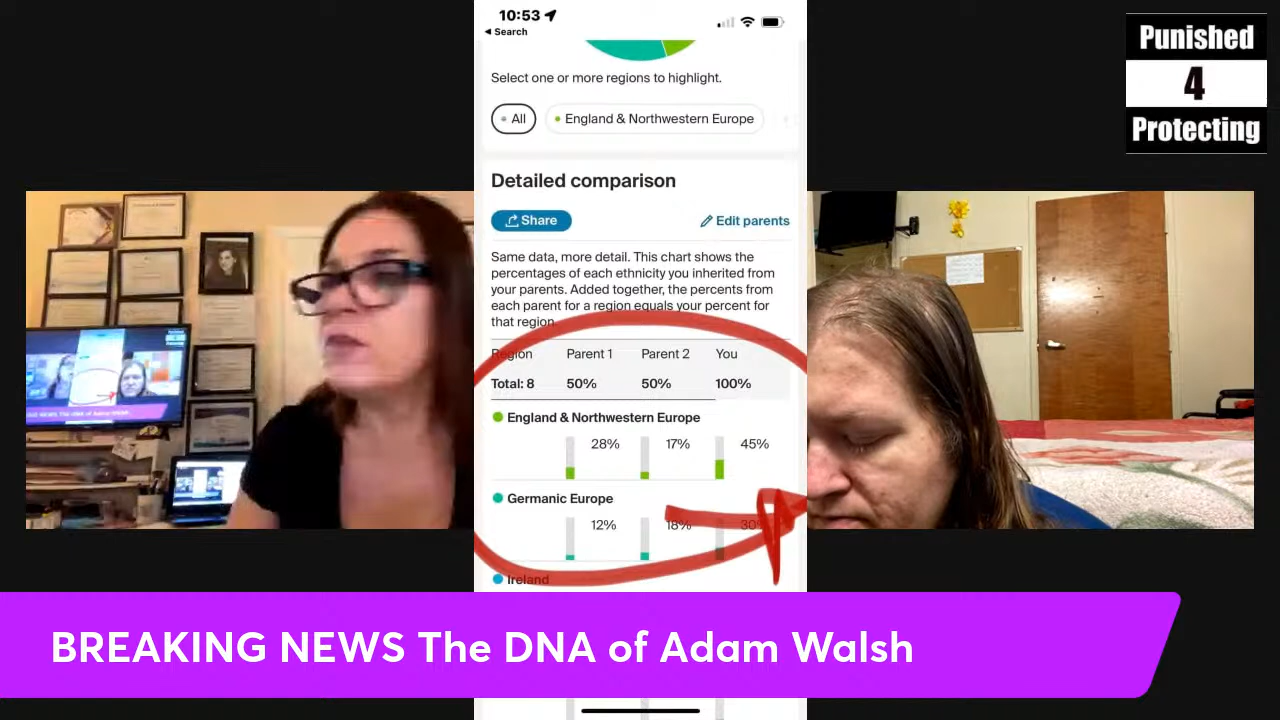 10:53
◄ Search
Select one or more regions to highlight.
All
England & Northwestern Europe
Detailed comparison
Share
Edit parents
Same data, more detail. This chart shows the
percentages of each ethnicity you inherited from
your parents. Added together, the percents from
each parent for a region equals your percent for
that region.
Region Parent 1 Parent 2 You
Total: 8 50% 50% 100%
England & Northwestern Europe
28% 17% 45%
Germanic Europe
12% 18% 30%
Ireland
Punished
4
Protecting
BREAKING NEWS The DNA of Adam Walsh